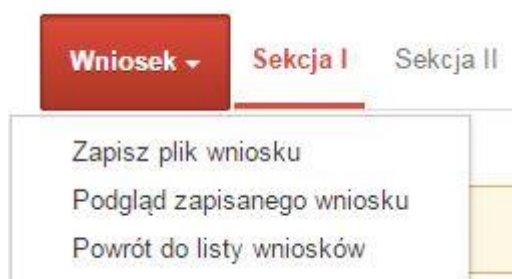 Wniosek Sekcja I Sekcja II
Zapisz plik wniosku
Podgląd zapisanego wniosku
Powrót do listy wniosków